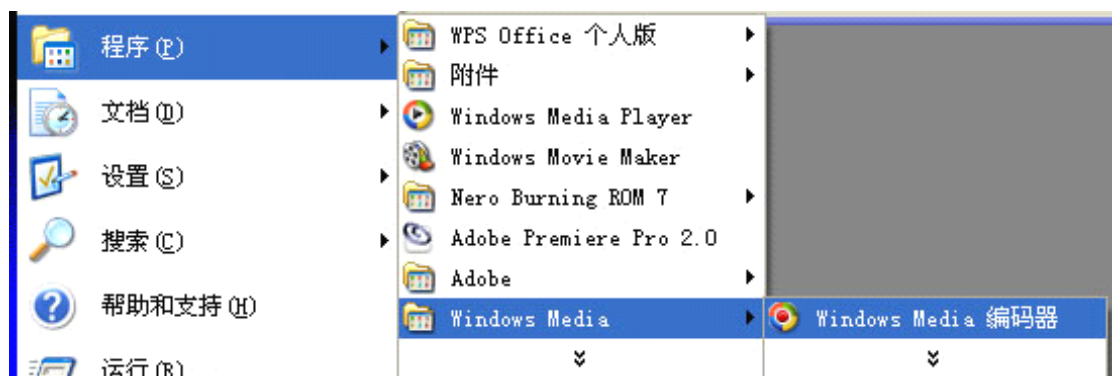 程序(P)
文档(D)
设置(S)
搜索(C)
帮助和支持(H)
运行(R)
WPS Office 个人版
附件
Windows Media Player
Windows Movie Maker
Nero Burning ROM 7
Adobe Premiere Pro 2.0
Adobe
Windows Media
Windows Media 编码器